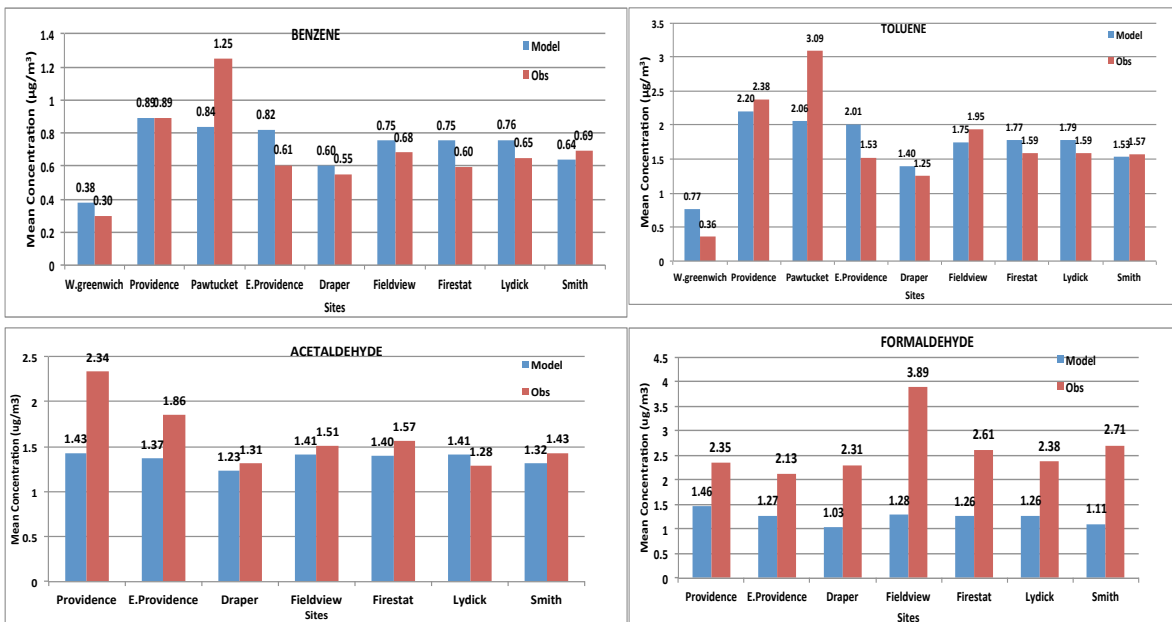 BENZENE
Mean Concentration (µg/m³)
1.4
1.2
1
0.8
0.6
0.4
0.2
0
Model
Obs
0.38 0.30
0.89 0.89
0.84 1.25
0.82 0.61
0.60 0.55
0.75 0.68
0.75 0.60
0.76 0.65
0.64 0.69
W.greenwich Providence Pawtucket E.Providence Draper Fieldview Firestat Lydick Smith
Sites
TOLUENE
Mean Concentration (µg/m³)
3.5
3
2.5
2
1.5
1
0.5
0
Model
Obs
0.77 0.36
2.20 2.38
2.06 3.09
2.01 1.53
1.40 1.25
1.75 1.95
1.77 1.59
1.79 1.59
1.53 1.57
W.greenwich Providence Pawtucket E.Providence Draper Fieldview Firestat Lydick Smith
Sites
ACETALDEHYDE
Mean Concentration (ug/m3)
2.5
2
1.5
1
0.5
0
Model
Obs
1.43 2.34
1.37 1.86
1.23 1.31
1.41 1.51
1.40 1.57
1.41 1.28
1.32 1.43
Providence E.Providence Draper Fieldview Firestat Lydick Smith
Sites
FORMALDEHYDE
Mean Concentration (ug/m3)
4.5
4
3.5
3
2.5
2
1.5
1
0.5
0
Model
Obs
1.46 2.35
1.27 2.13
1.03 2.31
1.28 3.89
1.26 2.61
1.26 2.38
1.11 2.71
Providence E.Providence Draper Fieldview Firestat Lydick Smith
Sites